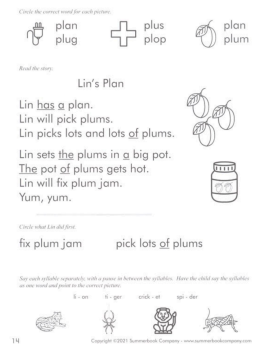 Circle the correct word for each picture.
plan plus plan
plug plop plum
Read the story.
Lin's Plan
Lin has a plan.
Lin will pick plums.
Lin picks lots and lots of plums.
Lin sets the plums in a big pot.
The pot of plums gets hot.
Lin will fix plum jam.
Yum, yum.
Circle what Lin did first.
fix plum jam pick lots of plums
Say each syllable separately, with a pause in between the syllables. Have the child say the syllables
as one word and point to the correct picture.
li - on ti - ger crick - et spi - der
Copyright ©2021 Summerbook Company • www.summerbookcompany.com